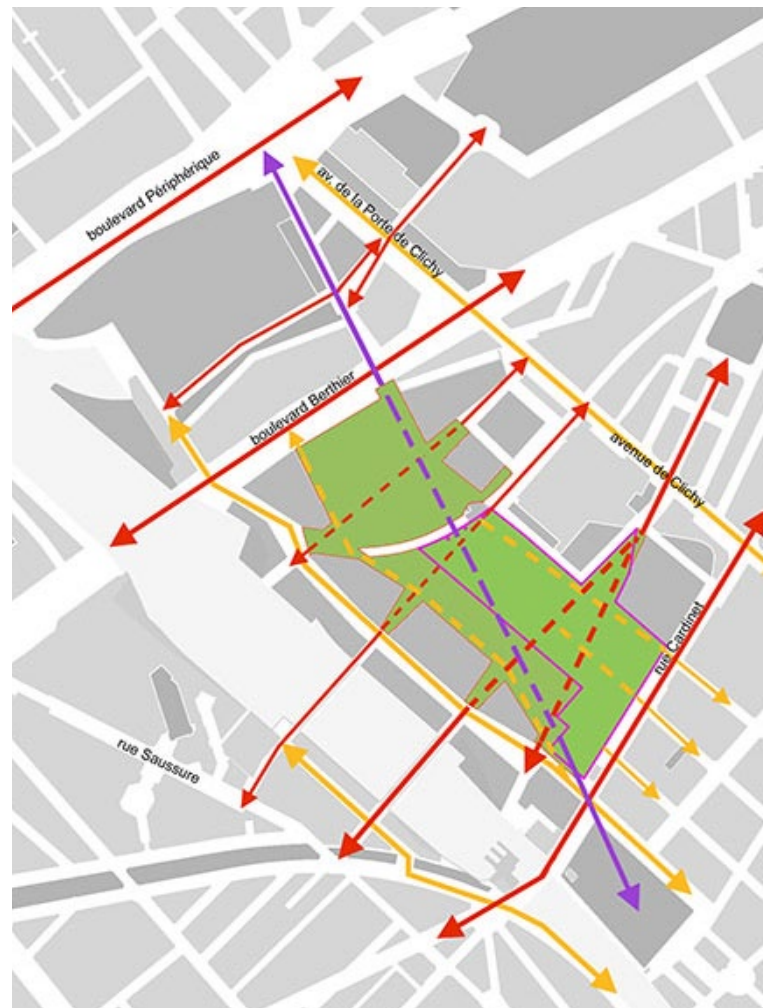 boulevard Périphérique
av. de la Porte de Clichy
boulevard Berthier
avenue de Clichy
rue Cardinet
rue Saussure